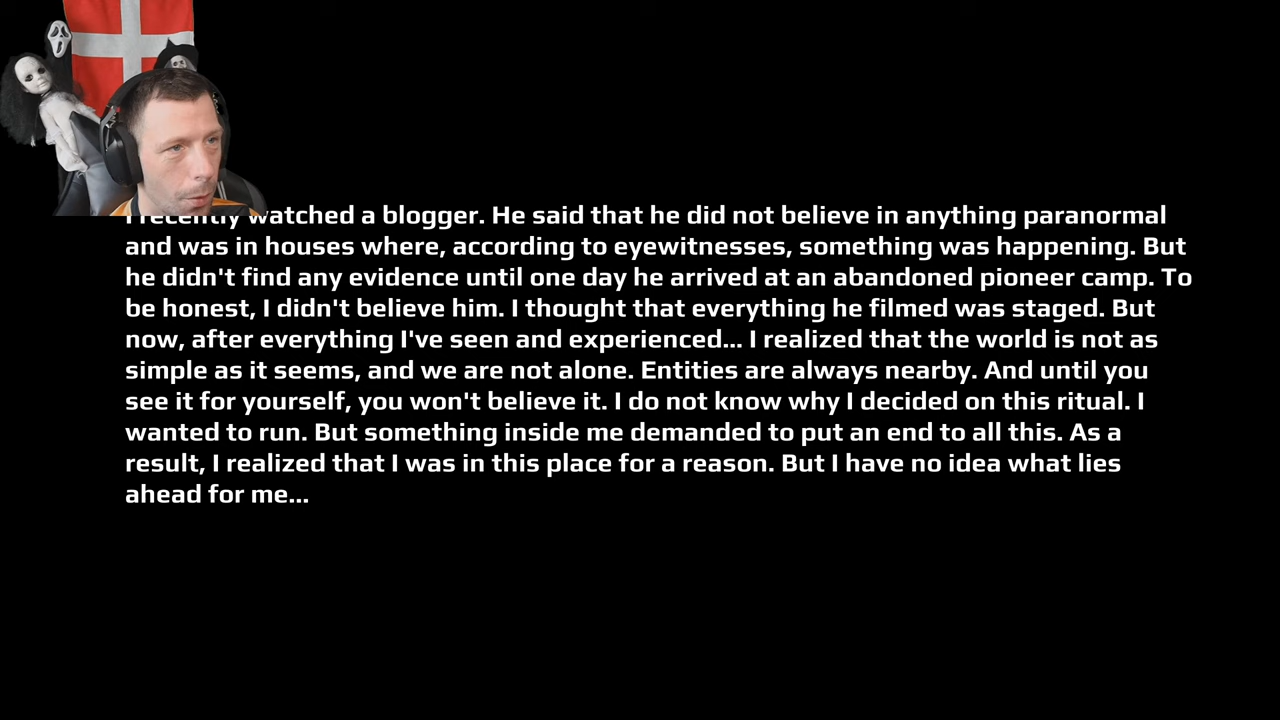 I recently watched a blogger. He said that he did not believe in anything paranormal
and was in houses where, according to eyewitnesses, something was happening. But
he didn't find any evidence until one day he arrived at an abandoned pioneer camp. To
be honest, I didn't believe him. I thought that everything he filmed was staged. But
now, after everything I've seen and experienced... I realized that the world is not as
simple as it seems, and we are not alone. Entities are always nearby. And until you
see it for yourself, you won't believe it. I do not know why I decided on this ritual. I
wanted to run. But something inside me demanded to put an end to all this. As a
result, I realized that I was in this place for a reason. But I have no idea what lies
ahead for me...